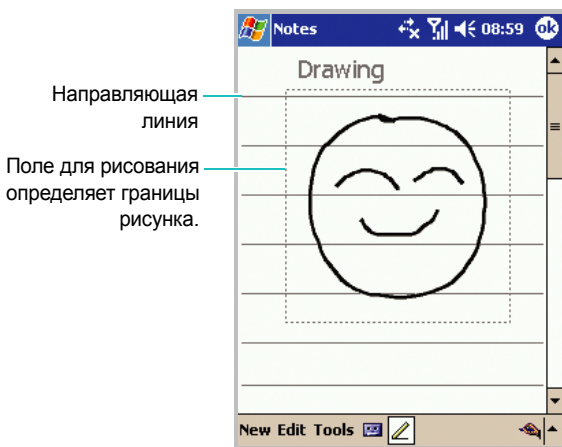 Notes 08:59 ok
Drawing
Направляющая
линия
Поле для рисования
определяет границы
рисунка.
New Edit Tools